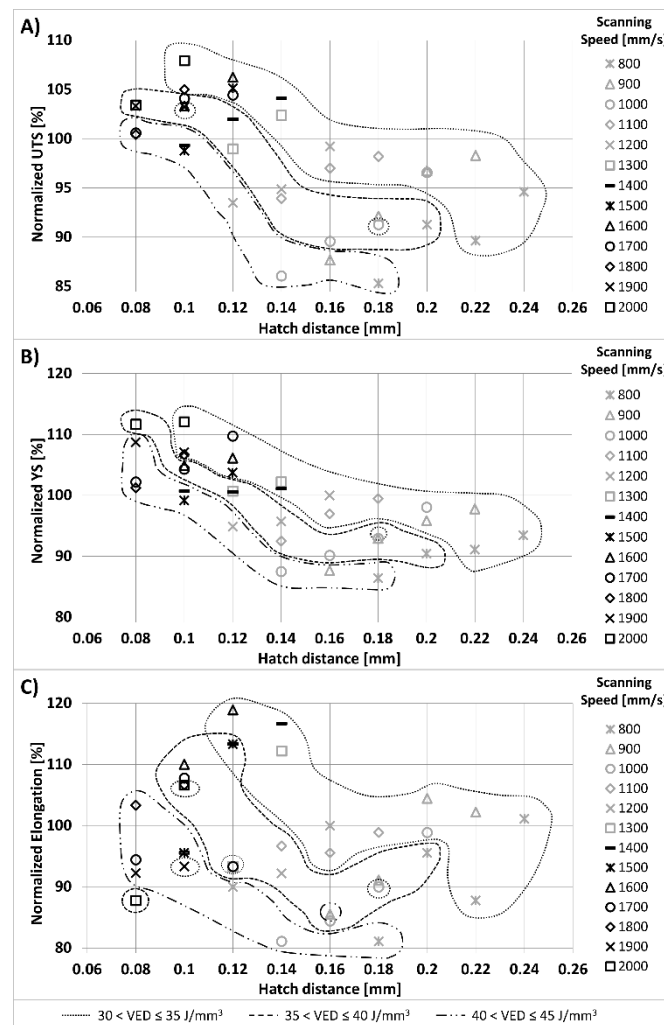 A)
Normalized UTS [%]
110
105
100
95
90
85
0.06 0.08 0.1 0.12 0.14 0.16 0.18 0.2 0.22 0.24 0.26
Hatch distance [mm]
Scanning
Speed [mm/s]
800
900
1000
1100
1200
1300
1400
1500
1600
1700
1800
1900
2000
B)
Normalized YS [%]
120
110
100
90
80
0.06 0.08 0.1 0.12 0.14 0.16 0.18 0.2 0.22 0.24 0.26
Hatch distance [mm]
Scanning
Speed [mm/s]
800
900
1000
1100
1200
1300
1400
1500
1600
1700
1800
1900
2000
C)
Normalized Elongation [%]
120
110
100
90
80
0.06 0.08 0.1 0.12 0.14 0.16 0.18 0.2 0.22 0.24 0.26
Hatch distance [mm]
Scanning
Speed [mm/s]
800
900
1000
1100
1200
1300
1400
1500
1600
1700
1800
1900
2000
30 < VED ≤ 35 J/mm³ 35 < VED ≤ 40 J/mm³ 40 < VED ≤ 45 J/mm³